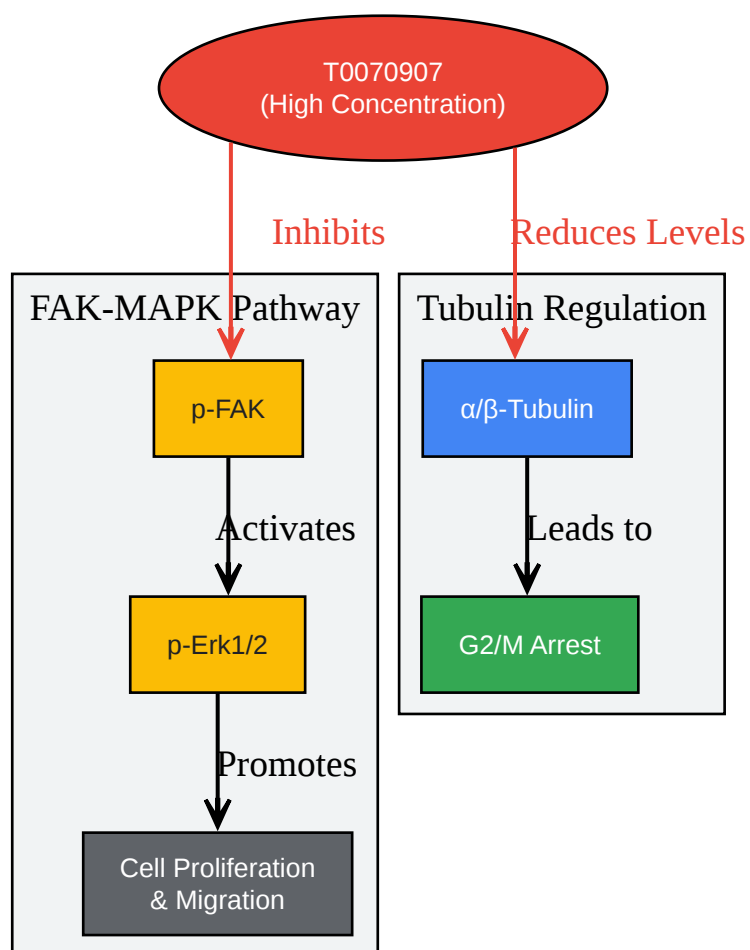 T0070907
(High Concentration)
Inhibits
Reduces Levels
FAK-MAPK Pathway
Tubulin Regulation
p-FAK
α/β-Tubulin
Activates
Leads to
p-Erk1/2
G2/M Arrest
Promotes
Cell Proliferation
& Migration